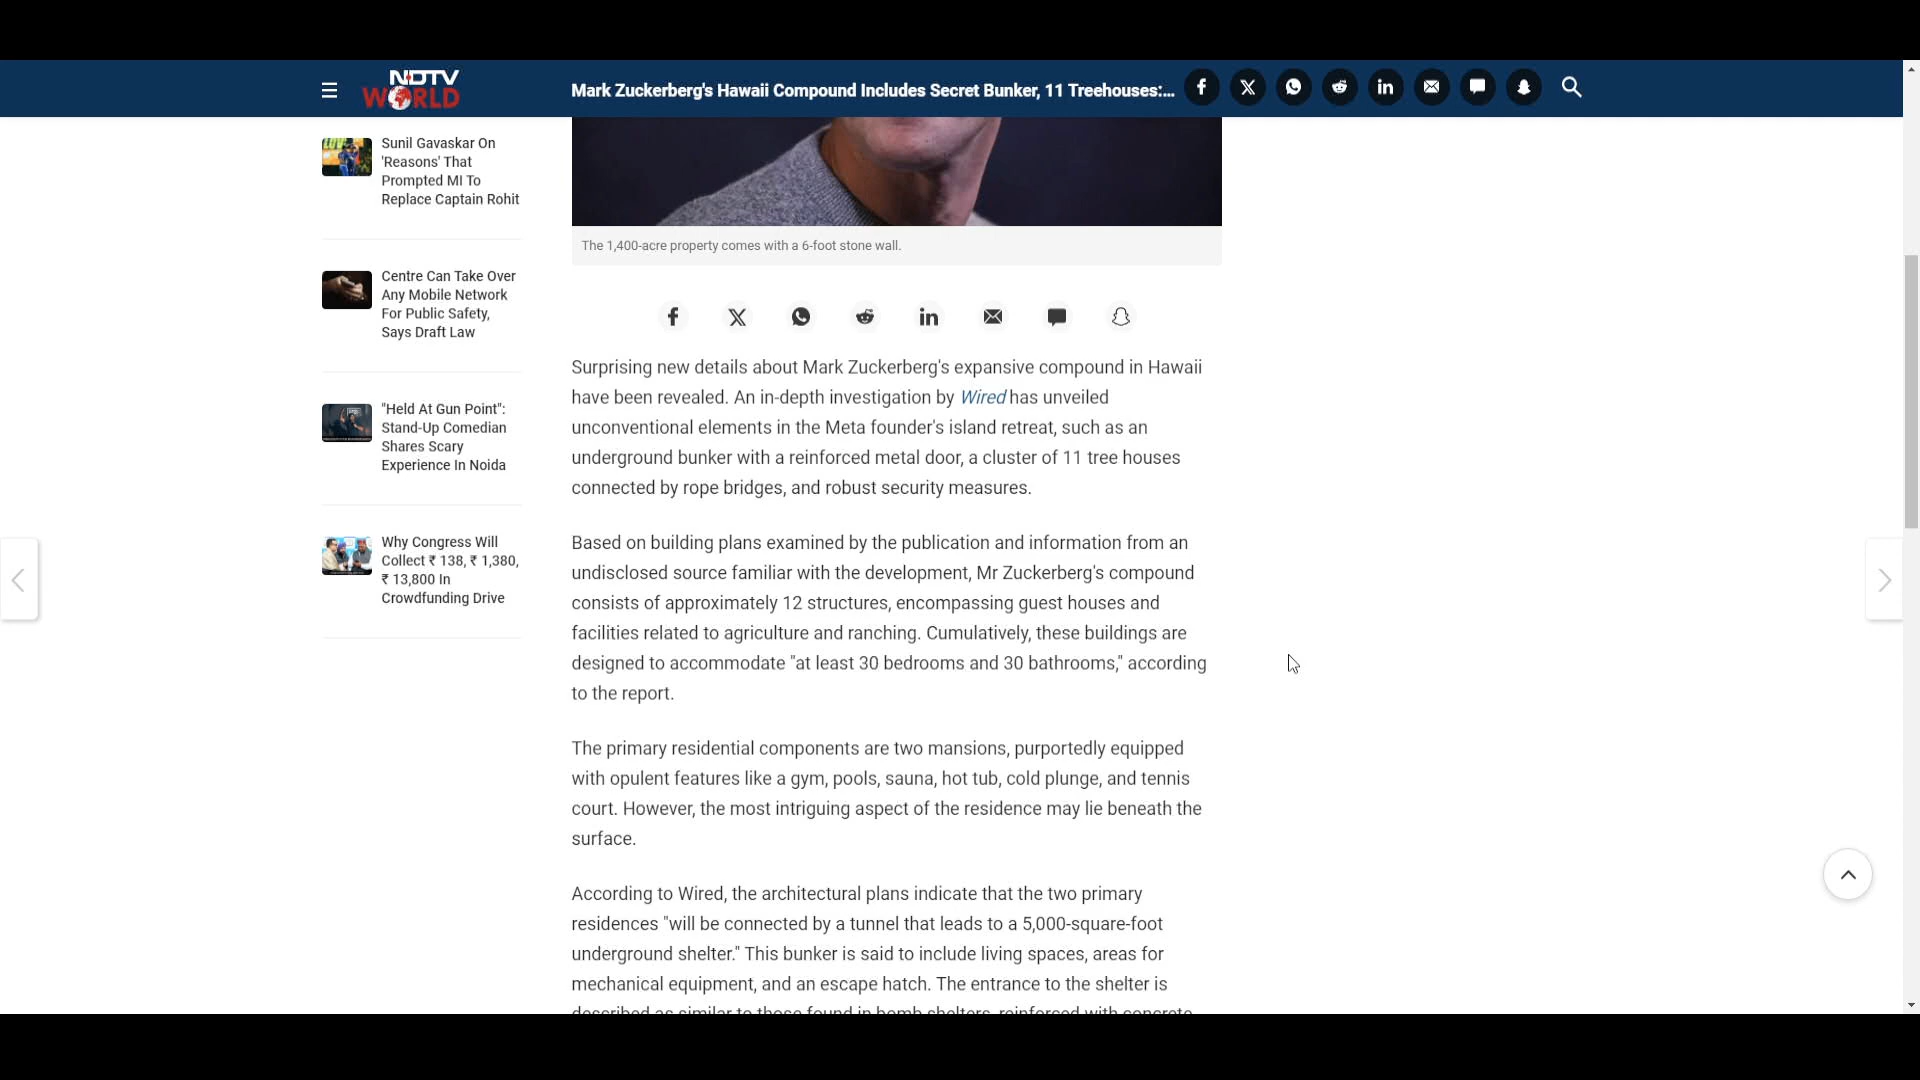 NDTV
WORLD
Mark Zuckerberg's Hawaii Compound Includes Secret Bunker, 11 Treehouses:...
Sunil Gavaskar On
'Reasons' That
Prompted MI To
Replace Captain Rohit
Centre Can Take Over
Any Mobile Network
For Public Safety,
Says Draft Law
"Held At Gun Point":
Stand-Up Comedian
Shares Scary
Experience In Noida
Why Congress Will
Collect ₹ 138, ₹ 1,380,
₹ 13,800 In
Crowdfunding Drive
The 1,400-acre property comes with a 6-foot stone wall.
Surprising new details about Mark Zuckerberg's expansive compound in Hawaii
have been revealed. An in-depth investigation by Wired has unveiled
unconventional elements in the Meta founder's island retreat, such as an
underground bunker with a reinforced metal door, a cluster of 11 tree houses
connected by rope bridges, and robust security measures.
Based on building plans examined by the publication and information from an
undisclosed source familiar with the development, Mr Zuckerberg's compound
consists of approximately 12 structures, encompassing guest houses and
facilities related to agriculture and ranching. Cumulatively, these buildings are
designed to accommodate "at least 30 bedrooms and 30 bathrooms," according
to the report.
The primary residential components are two mansions, purportedly equipped
with opulent features like a gym, pools, sauna, hot tub, cold plunge, and tennis
court. However, the most intriguing aspect of the residence may lie beneath the
surface.
According to Wired, the architectural plans indicate that the two primary
residences "will be connected by a tunnel that leads to a 5,000-square-foot
underground shelter." This bunker is said to include living spaces, areas for
mechanical equipment, and an escape hatch. The entrance to the shelter is
described as similar to those found in bomb shelters, reinforced with concrete